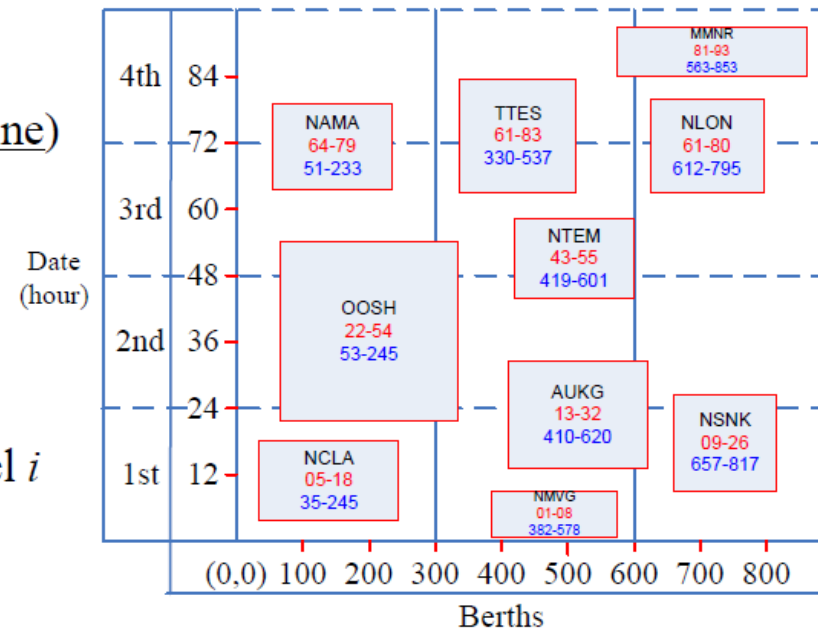 MMNR
81-93
563-853
4th
84
TTES
61-83
330-537
NAMA
64-79
51-233
NLON
61-80
612-795
ne)
72
3rd
60
NTEM
43-55
419-601
Date
(hour)
48
OOSH
22-54
53-245
2nd
36
AUKG
13-32
410-620
24
NSNK
09-26
657-817
NCLA
05-18
35-245
el i
1st
12
NMVG
01-08
382-578
(0,0) 100 200 300 400 500 600 700 800
Berths